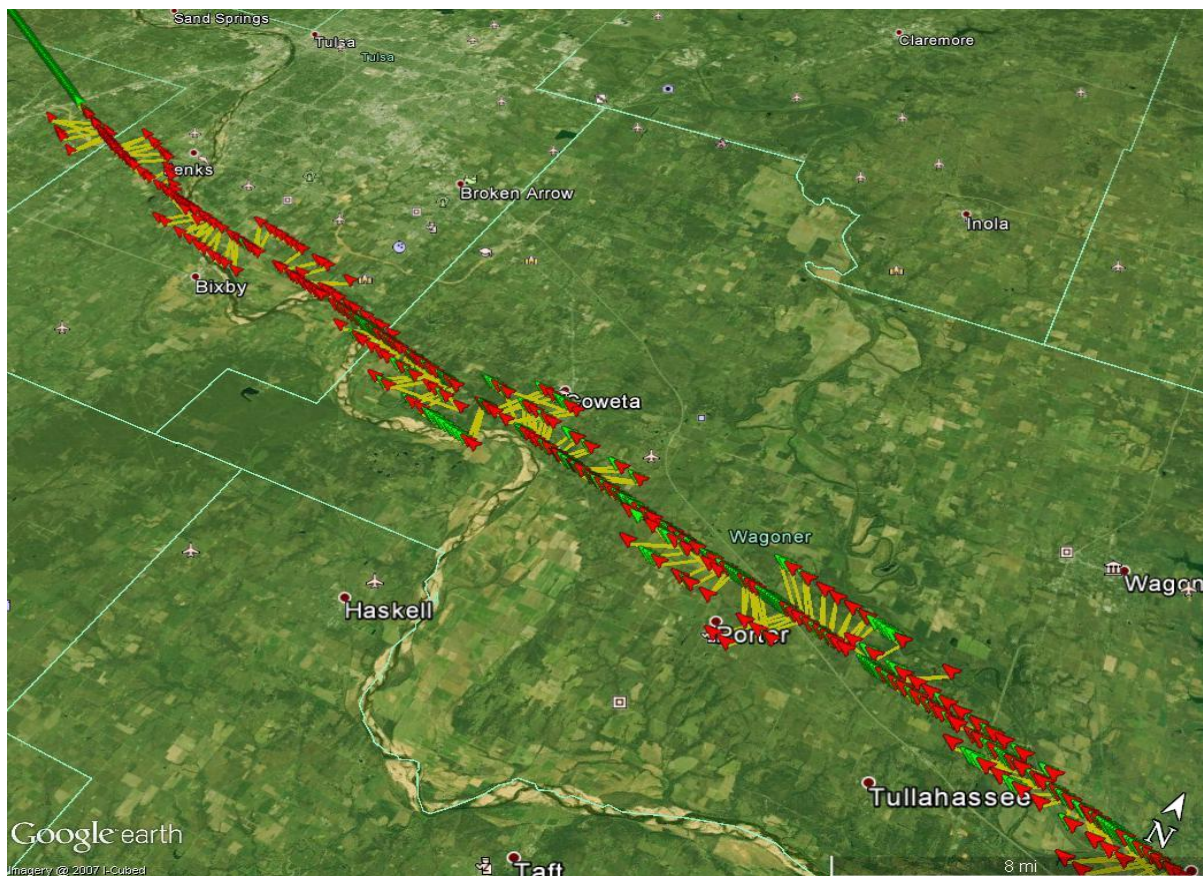 Sand Springs
Tulsa
Tulsa
Claremore
Jenks
Broken Arrow
Inola
Bixby
Coweta
Wagoner
Wagon
Haskell
Porter
Tullahassee
N
Google earth
Imagery @ 2007 I-Cubed
Taft
8 mi